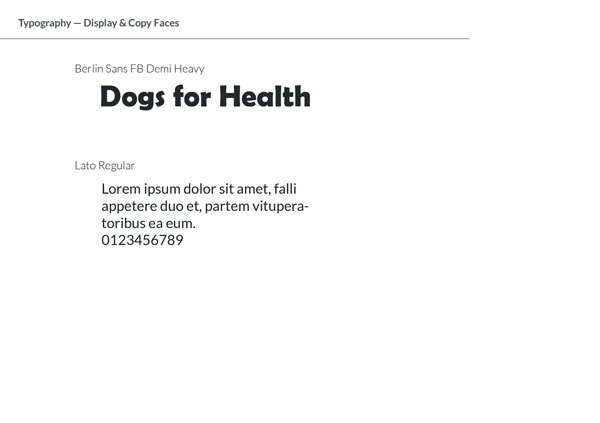 Typography — Display & Copy Faces
Berlin Sans FB Demi Heavy
Dogs for Health
Lato Regular
Lorem ipsum dolor sit amet, falli
appetere duo et, partem vitupera-
toribus ea eum.
0123456789